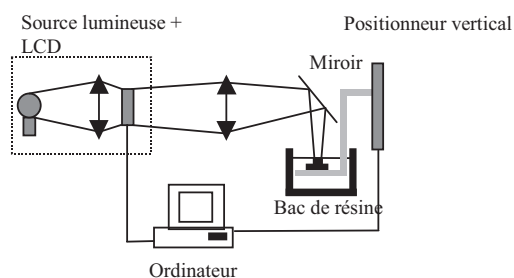 Source lumineuse +
LCD
Positionneur vertical
Miroir
Bac de résine
Ordinateur